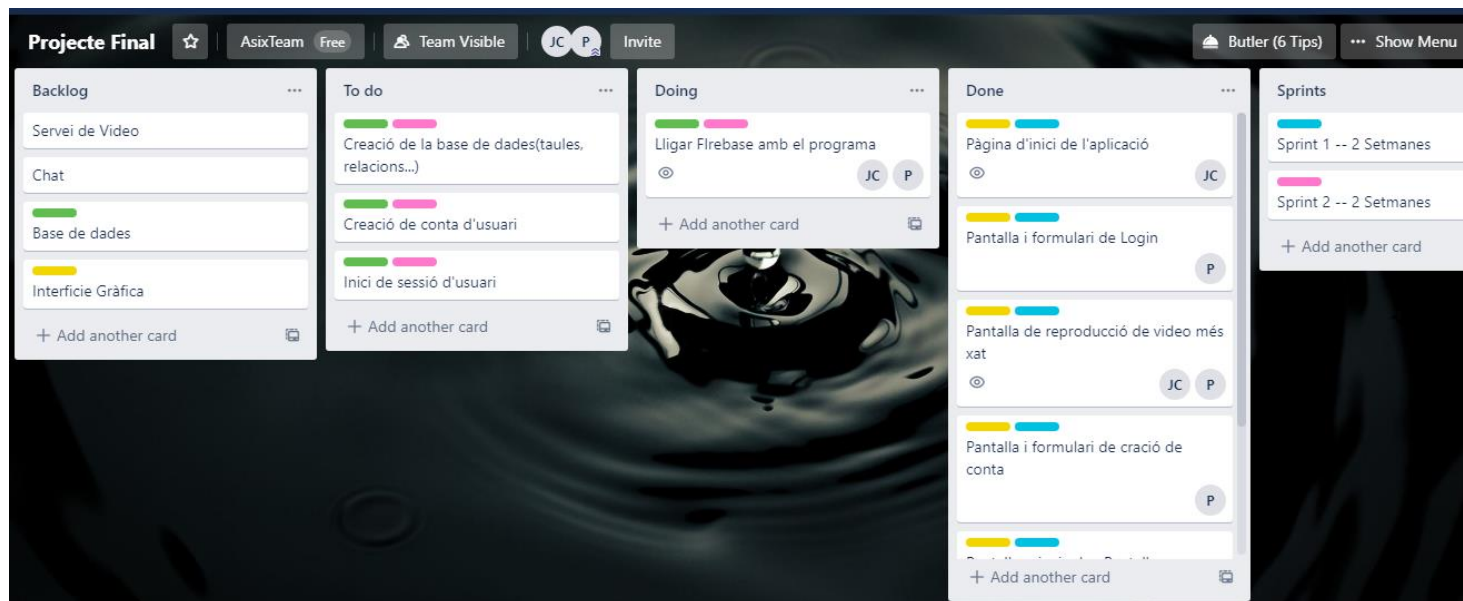 Projecte Final
AsixTeam Free
Team Visible
JC P
Invite
Butler (6 Tips)
··· Show Menu
Backlog ···
Servei de Video
Chat
Base de dades
Interficie Gràfica
+ Add another card
To do ···
Creació de la base de dades(taules,
relacions...)
Creació de conta d'usuari
Inici de sessió d'usuari
+ Add another card
Doing ···
Lligar FIrebase amb el programa
JC P
+ Add another card
Done ···
Pàgina d'inici de l'aplicació
JC
Pantalla i formulari de Login
P
Pantalla de reproducció de video més
xat
JC P
Pantalla i formulari de cració de
conta
P
+ Add another card
Sprints
Sprint 1 -- 2 Setmanes
Sprint 2 -- 2 Setmanes
+ Add another card